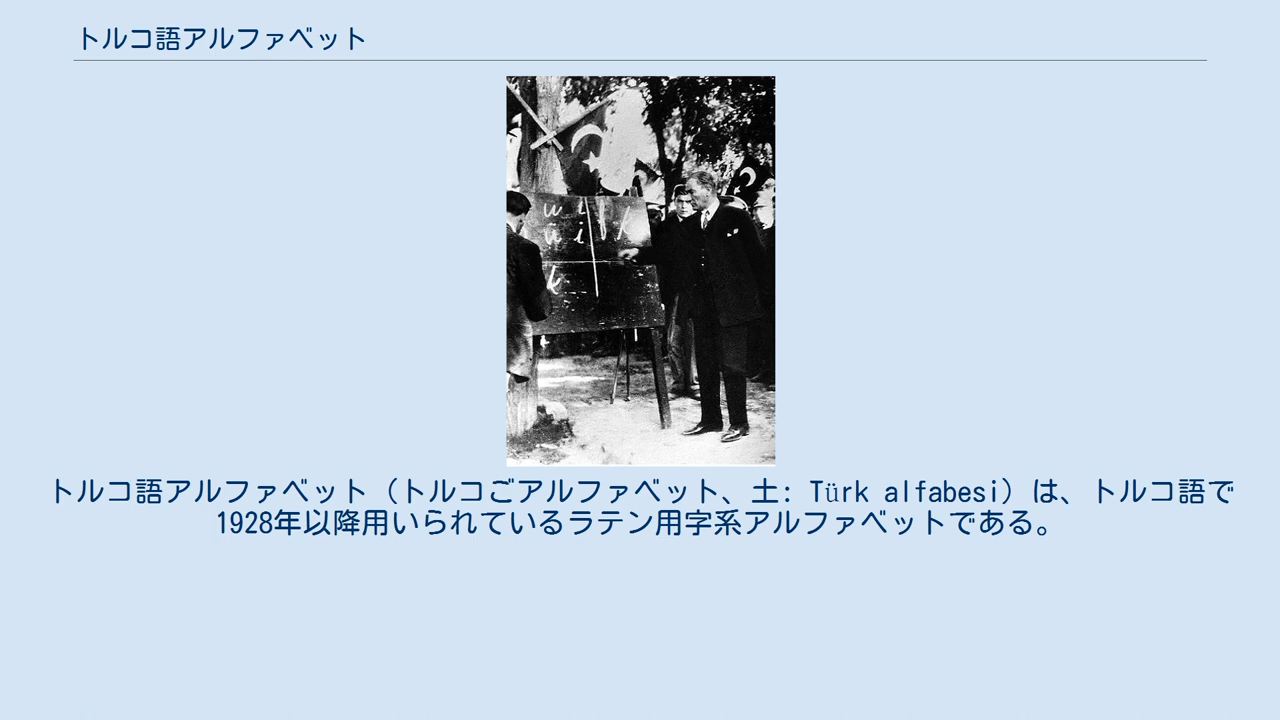 トルコ語アルファベット
w i
ü i k
k
トルコ語アルファベット（トルコごアルファベット、土: Türk alfabesi）は、トルコ語で
1928年以降用いられているラテン用字系アルファベットである。